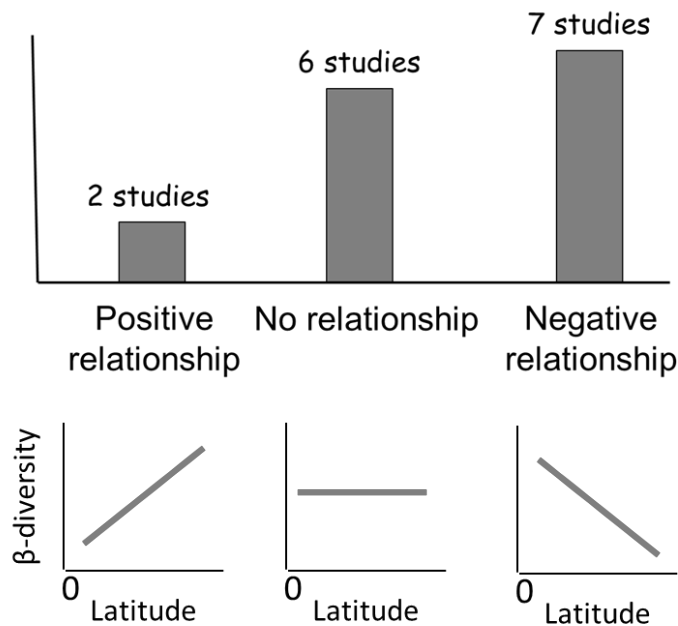 7 studies
6 studies
2 studies
Positive
relationship
No relationship
Negative
relationship
β-diversity
0
Latitude
0
Latitude
0
Latitude